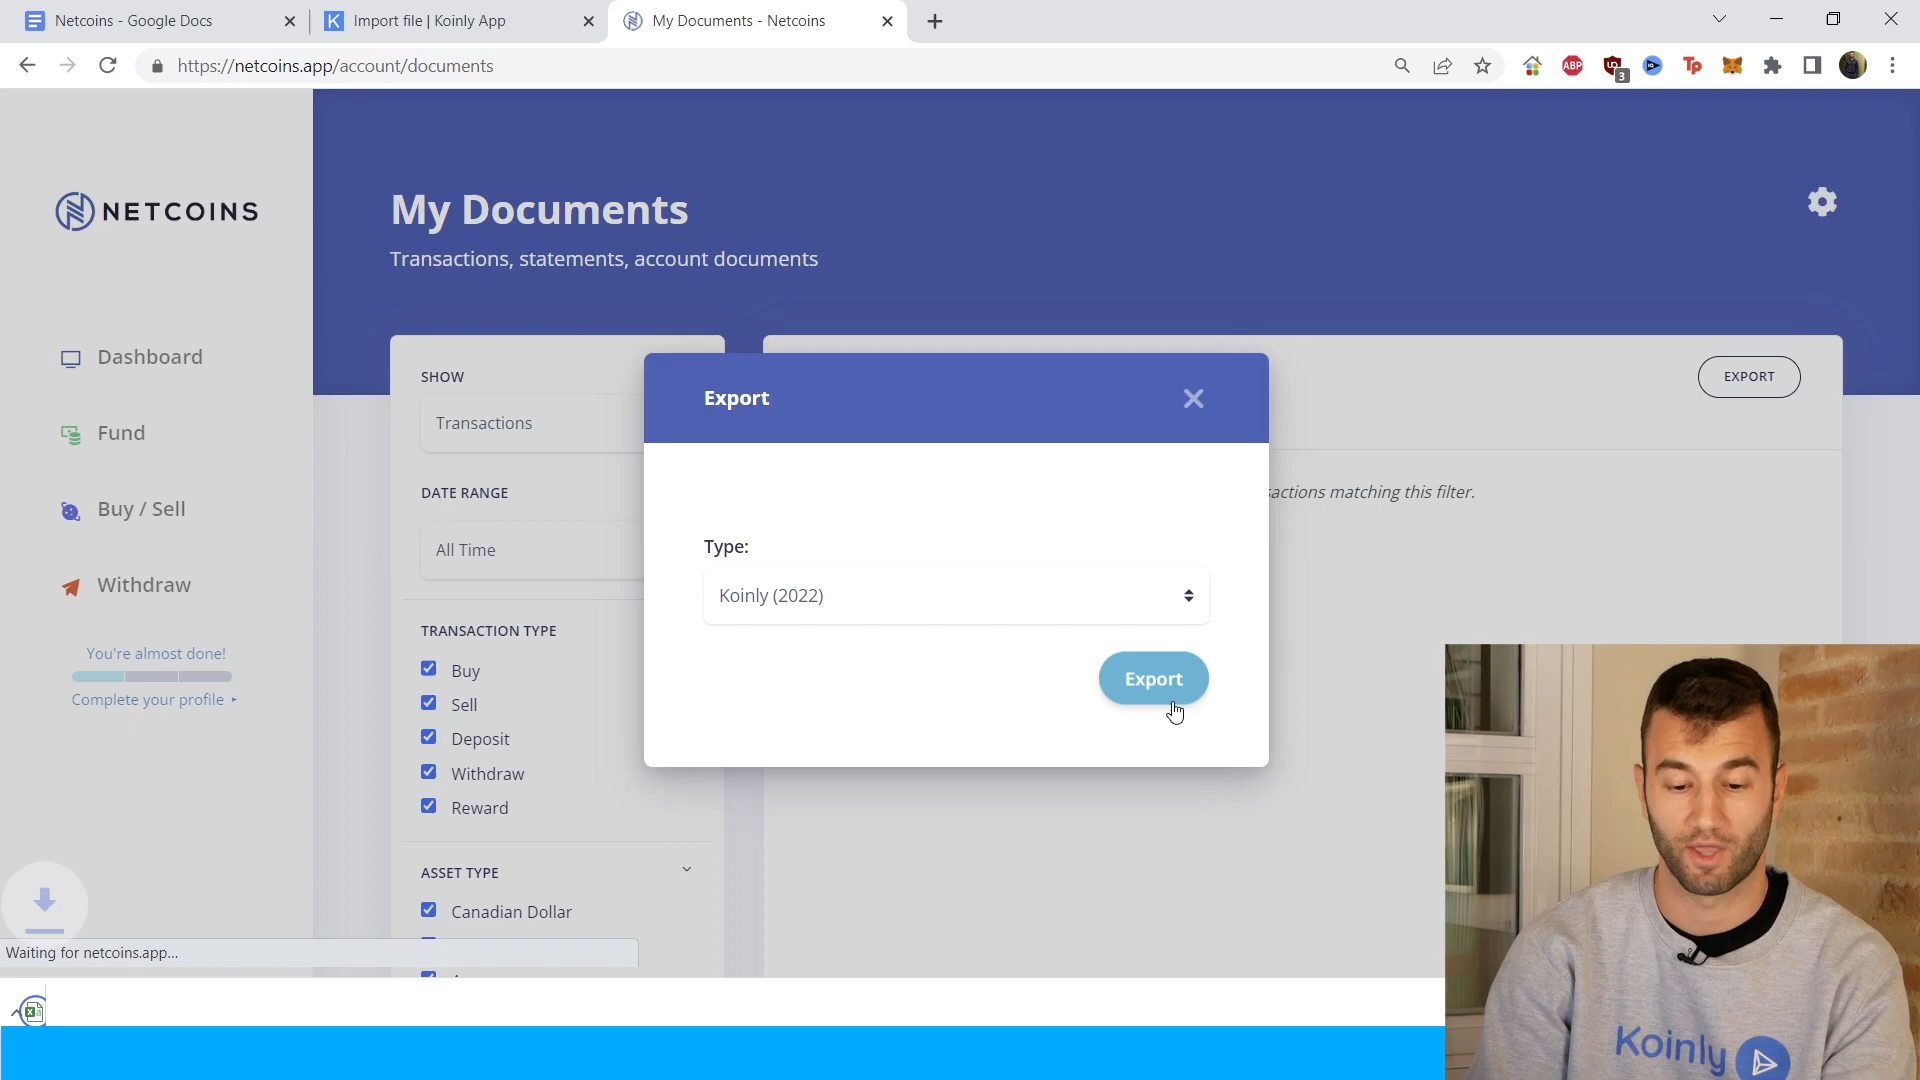 Netcoins - Google Docs
Import file | Koinly App
My Documents - Netcoins
https://netcoins.app/account/documents
ABP
3
Tp
NETCOINS
My Documents
Transactions, statements, account documents
Dashboard
Fund
Buy / Sell
Withdraw
You're almost done!
Complete your profile
SHOW
Transactions
DATE RANGE
All Time
TRANSACTION TYPE
Buy
Sell
Deposit
Withdraw
Reward
ASSET TYPE
Canadian Dollar
EXPORT
actions matching this filter.
Export
Type:
Koinly (2022)
Export
Waiting for netcoins.app...
Koinly